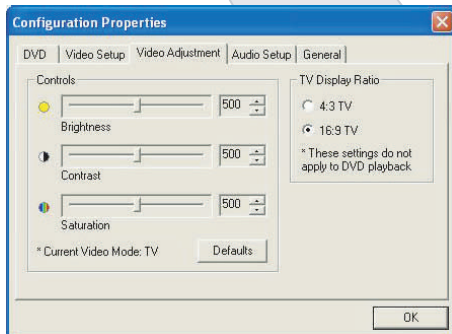 Configuration Properties
DVD Video Setup Video Adjustment Audio Setup General
Controls
500
Brightness
500
Contrast
500
Saturation
* Current Video Mode: TV
Defaults
TV Display Ratio
4:3 TV
16:9 TV
* These settings do not
apply to DVD playback
OK